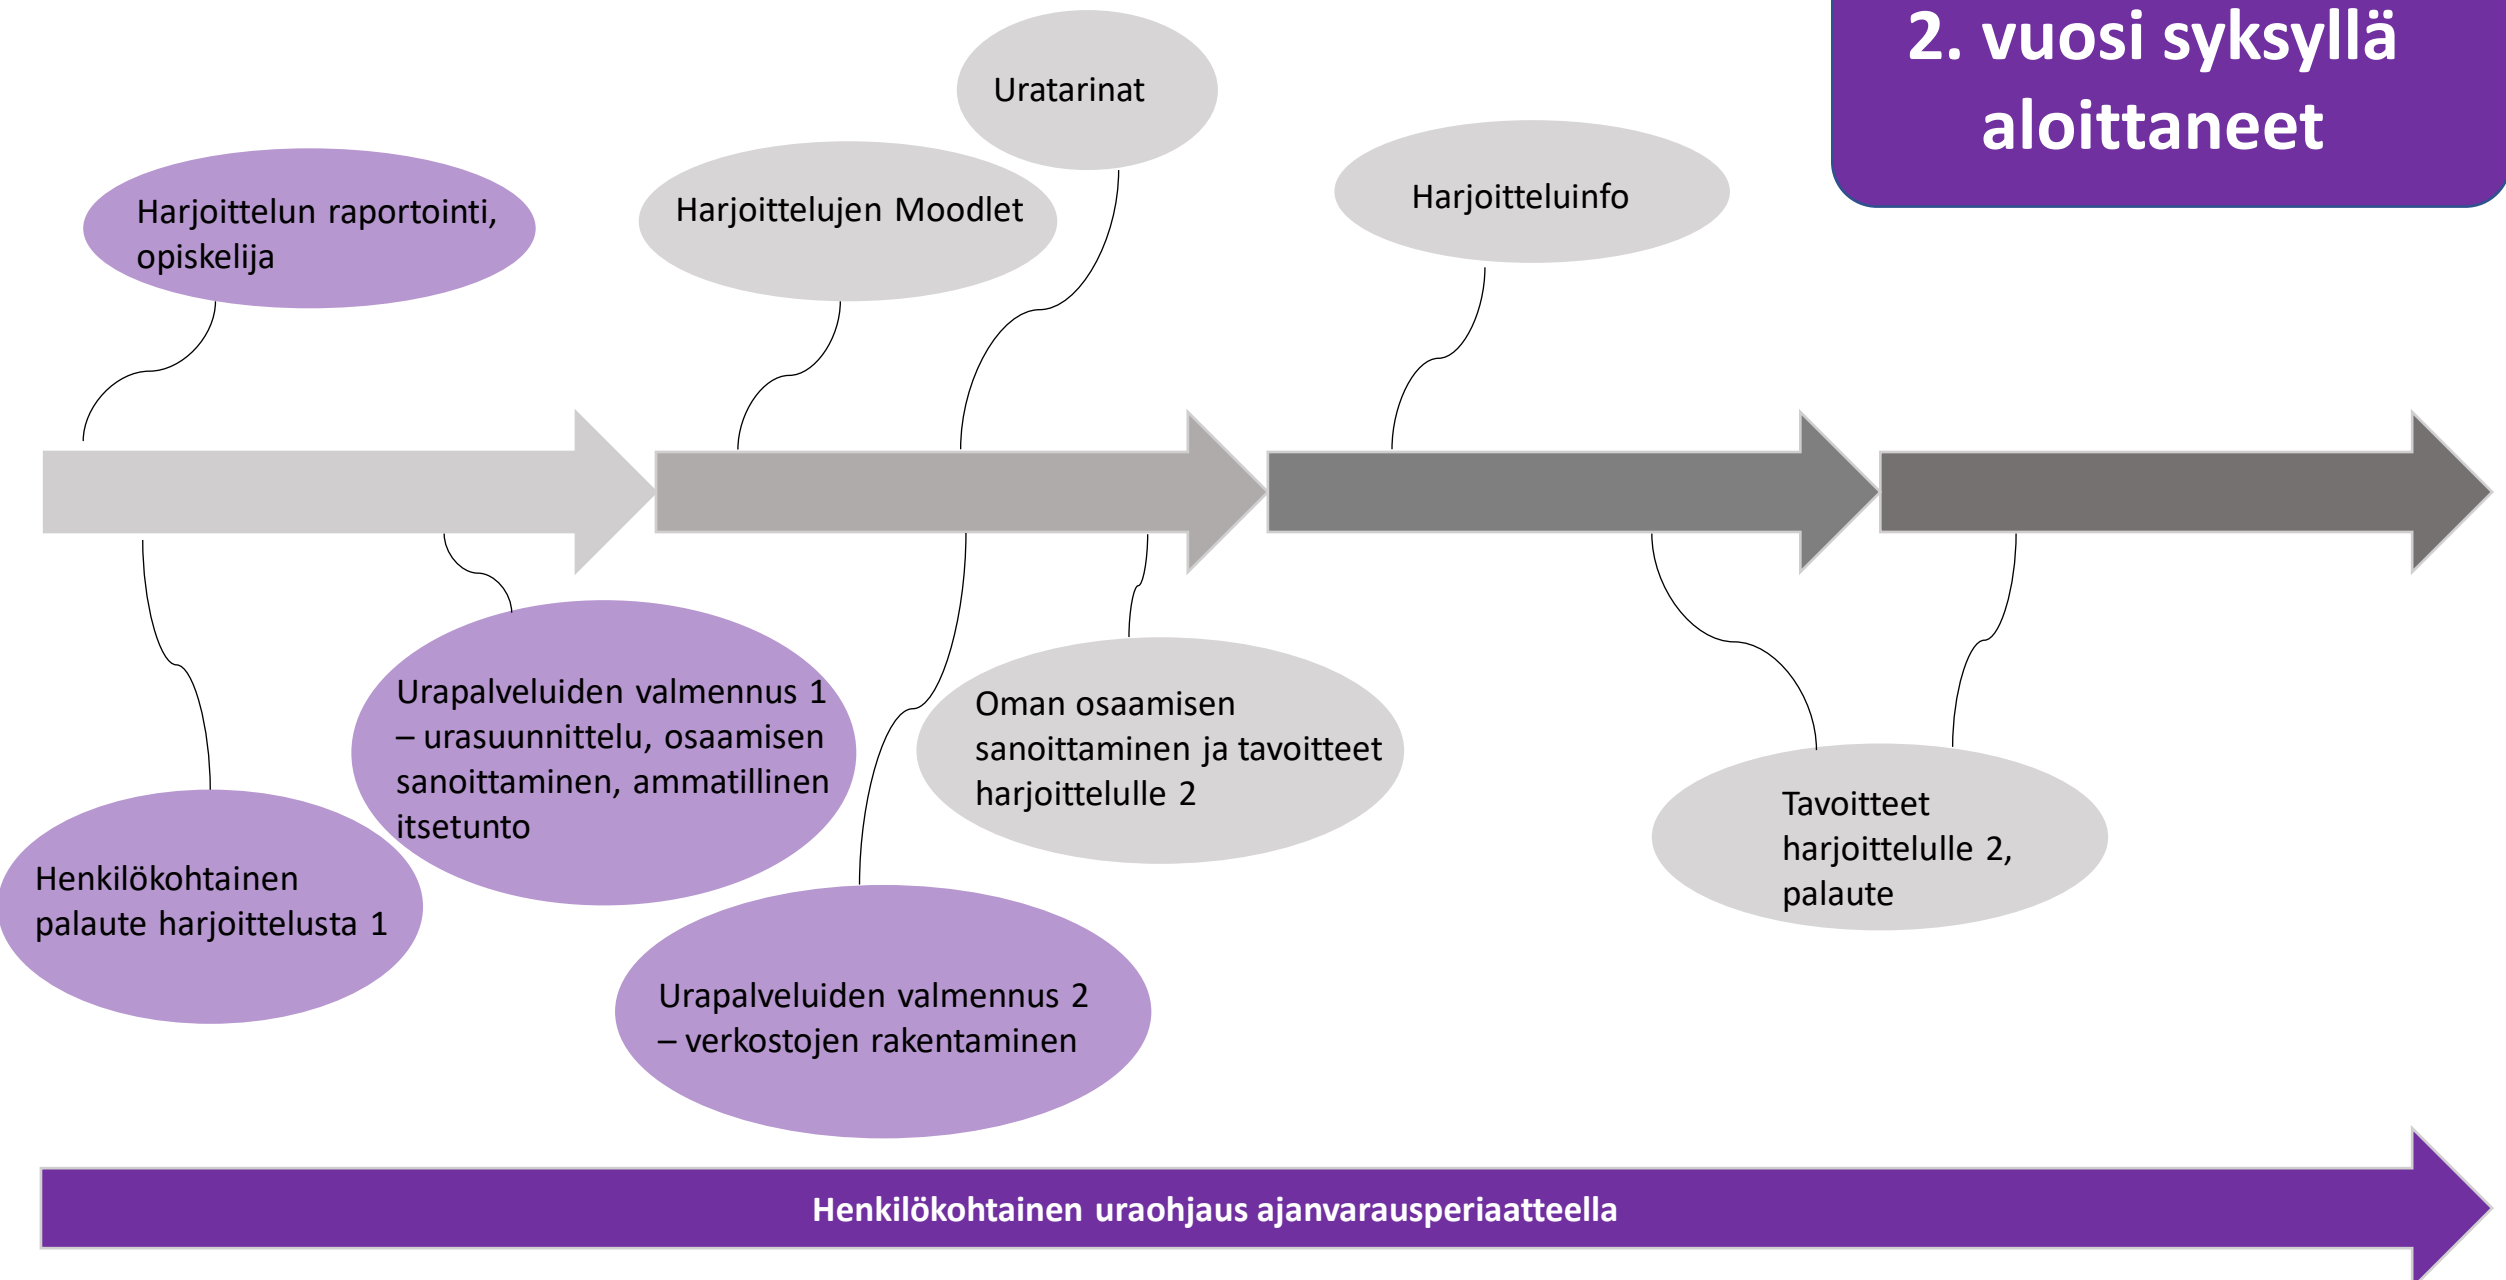 2. vuosi syksyllä
aloittaneet
Uratarinat
Harjoittelun raportointi,
opiskelija
Harjoittelujen Moodlet
Harjoitteluinfo
Urapalveluiden valmennus 1
– urasuunnittelu, osaamisen
sanoittaminen, ammatillinen
itsetunto
Oman osaamisen
sanoittaminen ja tavoitteet
harjoittelulle 2
Tavoitteet
harjoittelulle 2,
palaute
Henkilökohtainen
palaute harjoittelusta 1
Urapalveluiden valmennus 2
– verkostojen rakentaminen
Henkilökohtainen uraohjaus ajanvarausperiaatteella